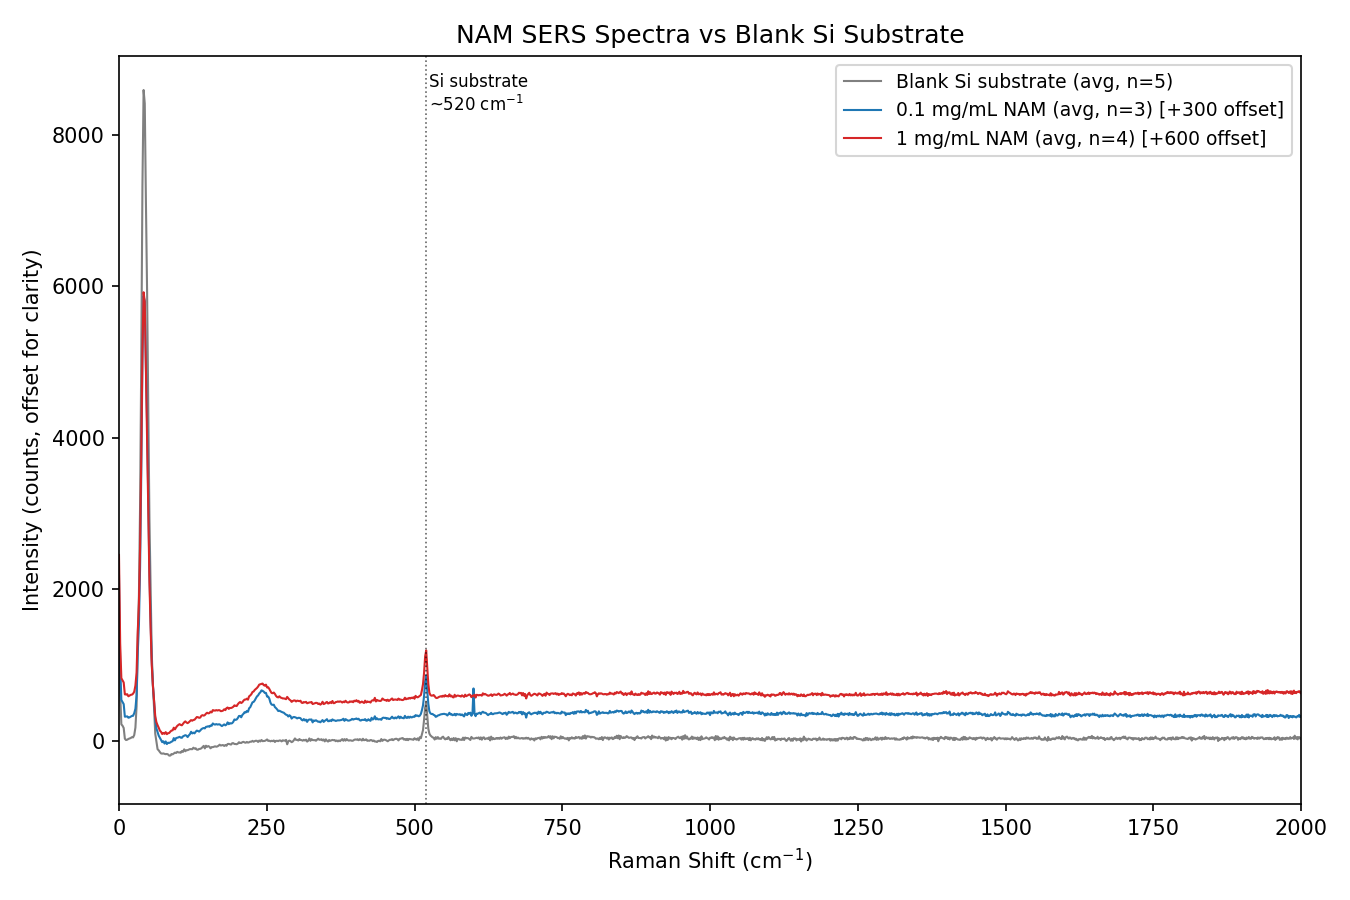 NAM SERS Spectra vs Blank Si Substrate
Si substrate
~520 cm⁻¹
Blank Si substrate (avg, n=5)
0.1 mg/mL NAM (avg, n=3) [+300 offset]
1 mg/mL NAM (avg, n=4) [+600 offset]
Intensity (counts, offset for clarity)
8000
6000
4000
2000
0
0 250 500 750 1000 1250 1500 1750 2000
Raman Shift (cm⁻¹)